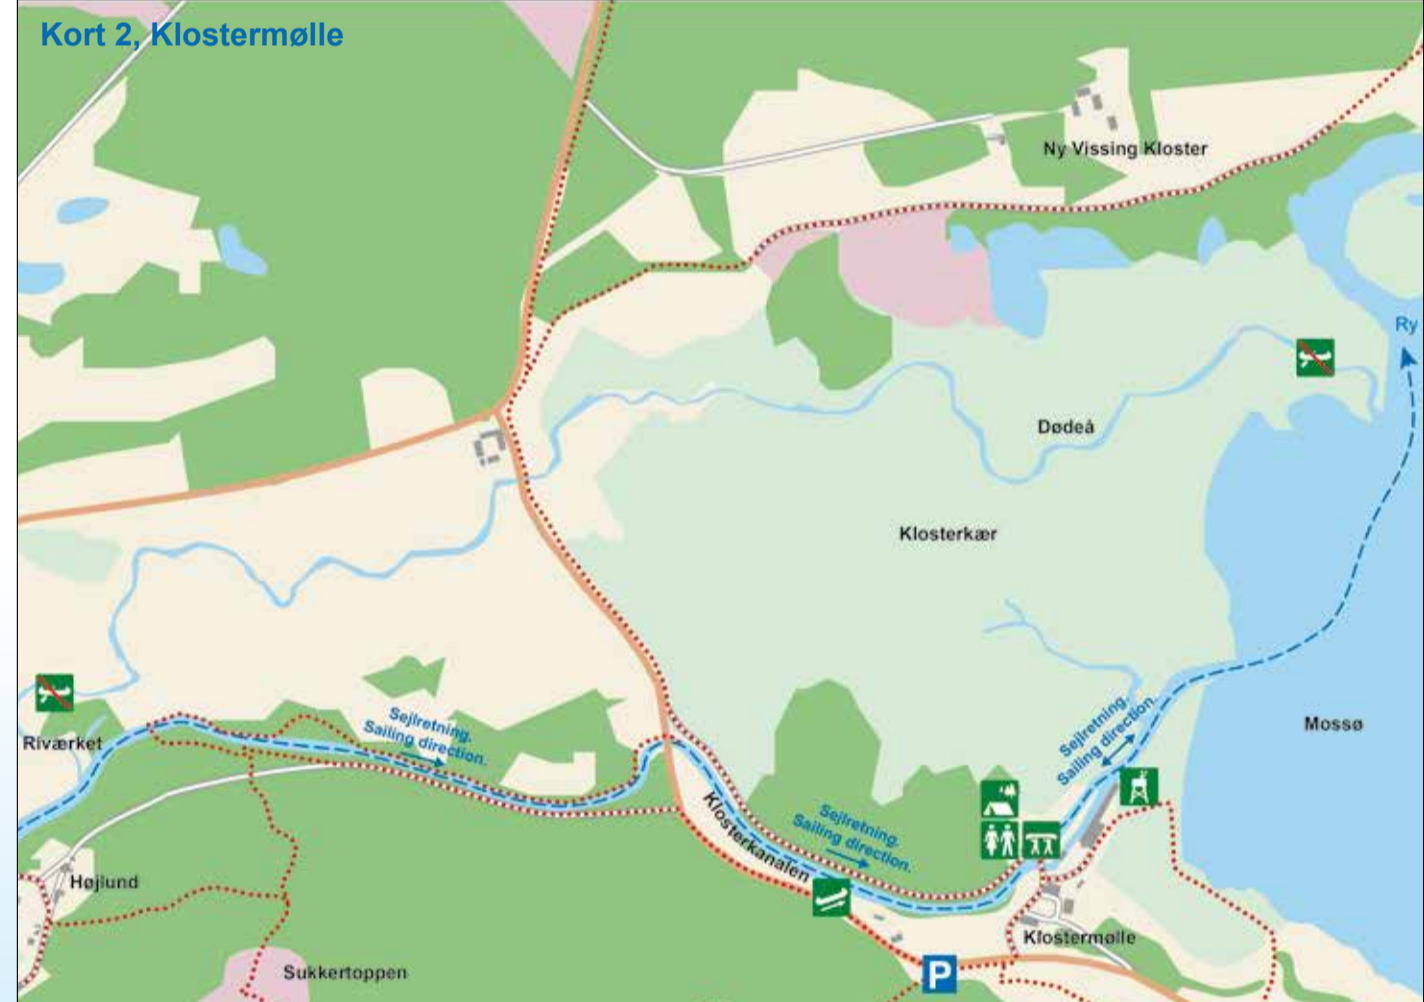 Kort 2, Klostermølle
Ny Vissing Kloster
Ry
Dødeå
Klosterkær
Mossø
Sejlretning.
Sailing direction.
Riværket
Sejlretning.
Sailing direction.
Sejlretning.
Sailing direction.
Klosterkanalen
Højlund
Klostermølle
Sukkertoppen
P